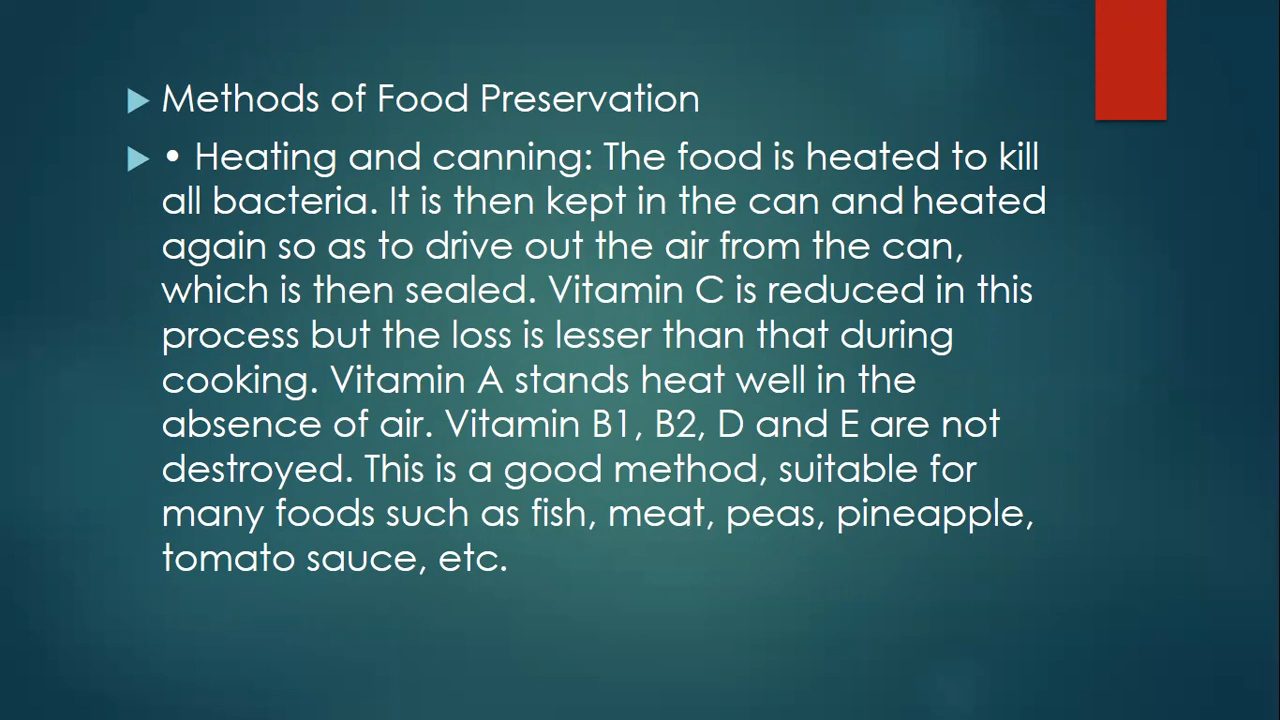 Methods of Food Preservation
• Heating and canning: The food is heated to kill
all bacteria. It is then kept in the can and heated
again so as to drive out the air from the can,
which is then sealed. Vitamin C is reduced in this
process but the loss is lesser than that during
cooking. Vitamin A stands heat well in the
absence of air. Vitamin B1, B2, D and E are not
destroyed. This is a good method, suitable for
many foods such as fish, meat, peas, pineapple,
tomato sauce, etc.